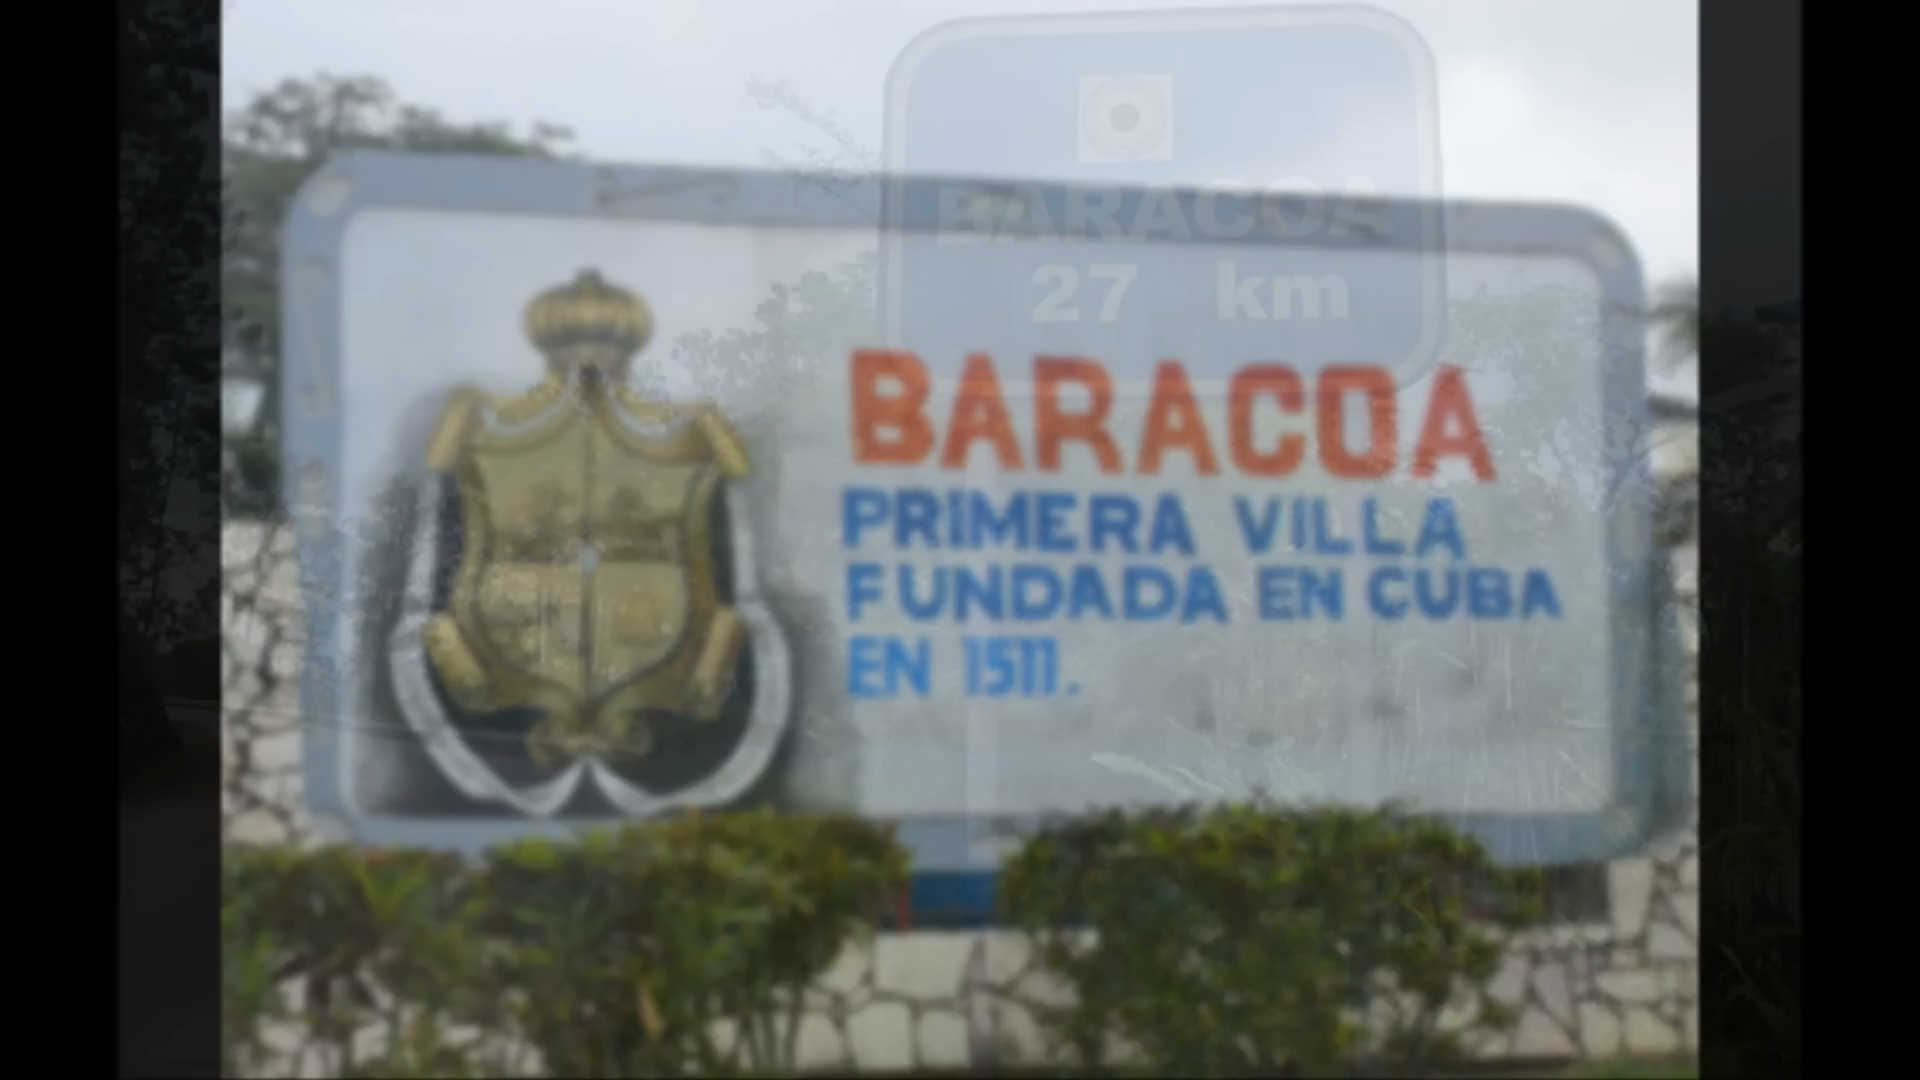 BARACOA
27 km
BARACOA
PRIMERA VILLA
FUNDADA EN CUBA
EN 1511.